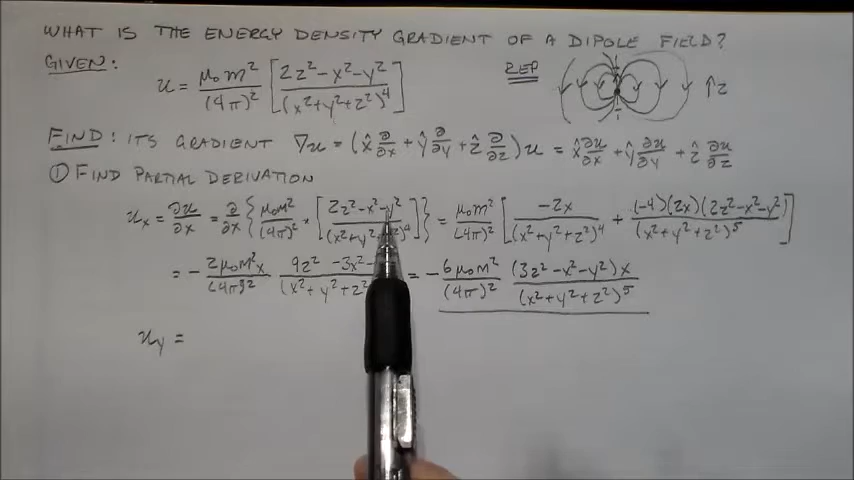 WHAT IS THE ENERGY DENSITY GRADIENT OF A DIPOLE FIELD?
GIVEN: u = μ₀m²/(4π)² [(2z²-x²-y²)/(x²+y²+z²)⁴] REP ↑z
FIND: ITS GRADIENT ∇u = (x̂ ∂/∂x + ŷ ∂/∂y + ẑ ∂/∂z)u = x̂ ∂u/∂x + ŷ ∂u/∂y + ẑ ∂u/∂z
① FIND PARTIAL DERIVATION
uₓ = ∂u/∂x = ∂/∂x {μ₀m²/(4π)² × [(2z²-x²-y²)/(x²+y²+z²)⁴]} = μ₀m²/(4π)² [-2x/(x²+y²+z²)⁴ + (-4)(2x)(2z²-x²-y²)/(x²+y²+z²)⁵]
= - 2μ₀m²x/(4π)² (9z² -3x²-/(x²+y²+z² = - 6μ₀m²/(4π)² (3z²-x²-y²)x/(x²+y²+z²)⁵
u_y =